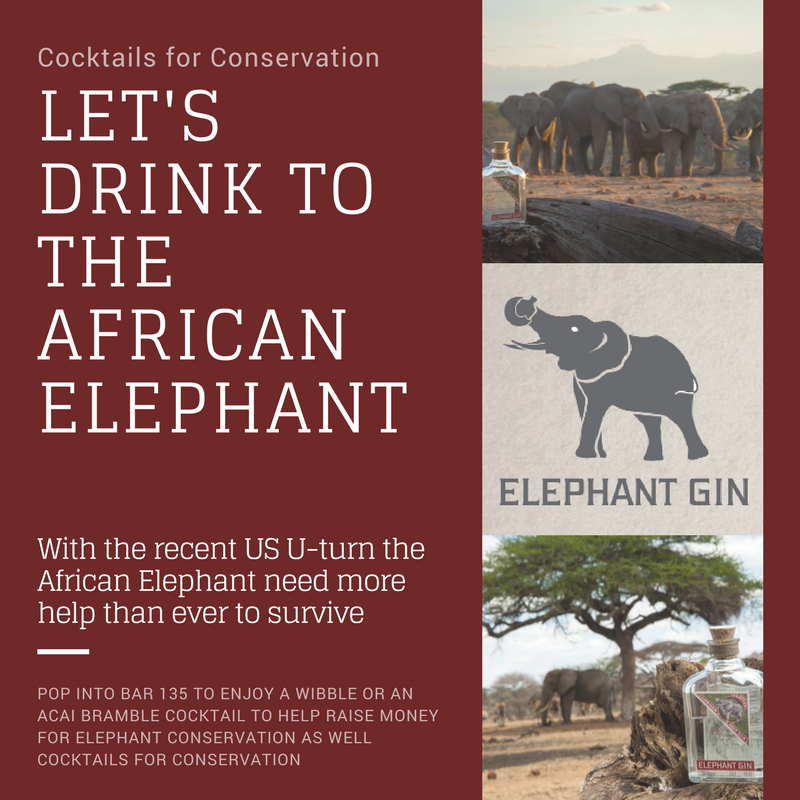 Cocktails for Conservation
LET'S
DRINK TO
THE
AFRICAN
ELEPHANT
With the recent US U-turn the
African Elephant need more
help than ever to survive
POP INTO BAR 135 TO ENJOY A WIBBLE OR AN
ACAI BRAMBLE COCKTAIL TO HELP RAISE MONEY
FOR ELEPHANT CONSERVATION AS WELL
COCKTAILS FOR CONSERVATION
ELEPHANT GIN
ELEPHANT GIN
ELEPHANT GIN